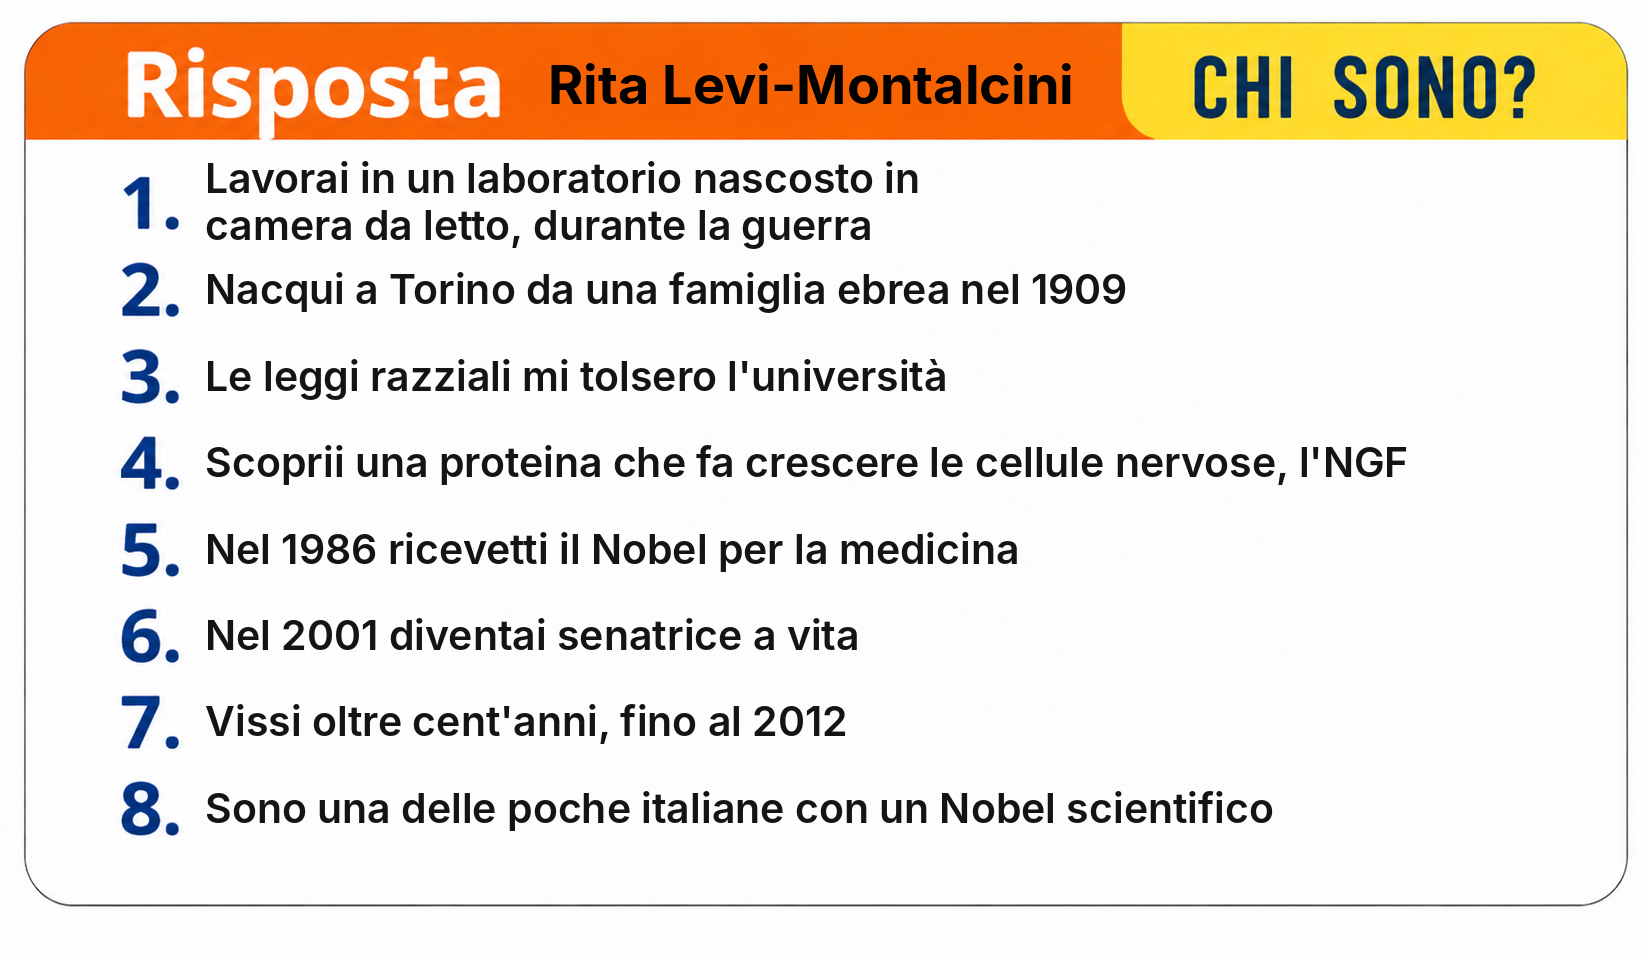 Risposta Rita Levi-Montalcini CHI SONO?
1. Lavorai in un laboratorio nascosto in
camera da letto, durante la guerra
2. Nacqui a Torino da una famiglia ebrea nel 1909
3. Le leggi razziali mi tolsero l'università
4. Scoprii una proteina che fa crescere le cellule nervose, l'NGF
5. Nel 1986 ricevetti il Nobel per la medicina
6. Nel 2001 diventai senatrice a vita
7. Vissi oltre cent'anni, fino al 2012
8. Sono una delle poche italiane con un Nobel scientifico